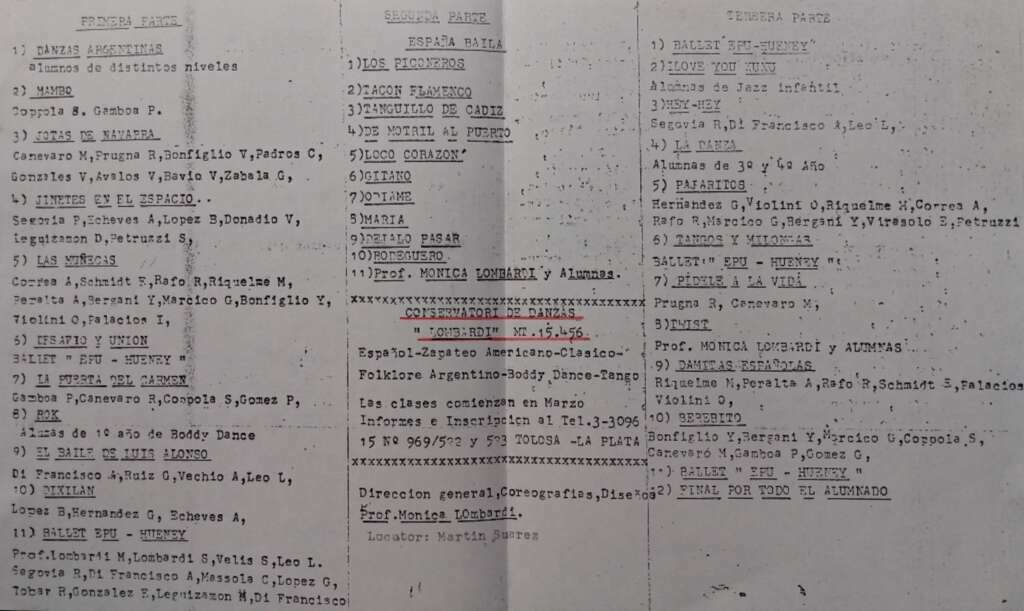 PRIMERA PARTE
1) DANZAS ARGENTINAS
alumnos de distintos niveles
2) MAMBO
Coppola S. Gamboa P.
3) JOTAS DE NAVARRA
Canevaro M,Prugna R,Bonfiglio V,Padros C,
Gonzales V,Avalos V,Bavio V,Zabala G,
4) JINETES EN EL ESPACIO..
Segovia P,Echeves A,Lopez B,Donadio V,
Leguizamon D,Petruzzi S,
5) LAS MUÑECAS
Correa A,Schmidt E,Rafo R,Riquelme M,
Peralta A,Bergani Y,Marcico G,Bonfiglio Y,
Violini O,Palacios I,
6) DESAFIO Y UNION
BALLET " EPU - HUENEY "
7) LA PUERTA DEL CARMEN
Gamboa P,Canevaro R,Coppola S,Gomez P,
8) ROK
Alumnas de 1º año de Boddy Dance
9) EL BAILE DE LUIS ALONSO
Di Francisco A,Ruiz G,Vechio A,Leo L,
10) DIXILAN
Lopez B,Hernandez G, Echeves A,
11) BALLET EPU - HUENEY
Prof.Lombardi M,Lombardi S,Velis S,Leo L.
Segovia R,Di Francisco A,Massola C,Lopez G,
Tobar R,Gonzalez E,Leguizamon M,Di Francisco
SEGUNDA PARTE
ESPAÑA BAILA
1)LOS PICONEROS
2)TACON FLAMENCO
3)TANGUILLO DE CADIZ
4)DE MOTRIL AL PUERTO
5)LOCO CORAZON
6)GITANO
7)ODIAME
8)MARIA
9)DEJALO PASAR
10)BODEGUERO
11)Prof. MONICA LOMBARDI y Alumnas.
xxxxxxxxxxxxxxxxxxxxxxxxxxxxxxxxxxxx
CONSERVATORI DE DANZAS
" LOMBARDI" MT.15.456
Español-Zapateo Americano-Clasico-
Folklore Argentino-Boddy Dance-Tango
Las clases comienzan en Marzo
Informes e Inscripcion al Tel.3-3096
15 Nº 969/522 y 523 TOLOSA -LA PLATA
xxxxxxxxxxxxxxxxxxxxxxxxxxxxxxxxxxxx
Direccion general,Coreografias,Diseños
Prof.Monica LOmbardi.
Locutor: Martin Suarez
TERSERA PARTE
1) BALLET EPU-HUENEY"
2)ILOVE YOU KUKU
Alumnas de Jazz infantil
3)HEY-HEY
Segovia R,Di Francisco A,Leo L,
4) LA DANZA
Alumnas de 3º y 4º Año
5) PAJARITOS
Hernandez G,Violini O,Riquelme M,Correa A,
Rafo R,Marcico G,Bergani Y,Virasolo E,Petruzzi
6) TANGOS Y MILONGAS
BALLET " EPU - HUENEY "
7) PIDELE A LA VIDA
Prugna R, Canevaro M,
8)TWIST
Prof. MONICA LOMBARDI y ALUMNAS
9) DAMITAS ESPAÑOLAS
Riquelme M,Peralta A,Rafo R,Schmidt E,Palacios
Violini O,
10) BEREBITO
Bonfiglio Y,Bergani Y,Marcico G,Coppola S,
Canevaro M,Gamboa P,Gomez G,
11) BALLET " EPU - HUENEY "
12) FINAL POR TODO EL ALUMNADO